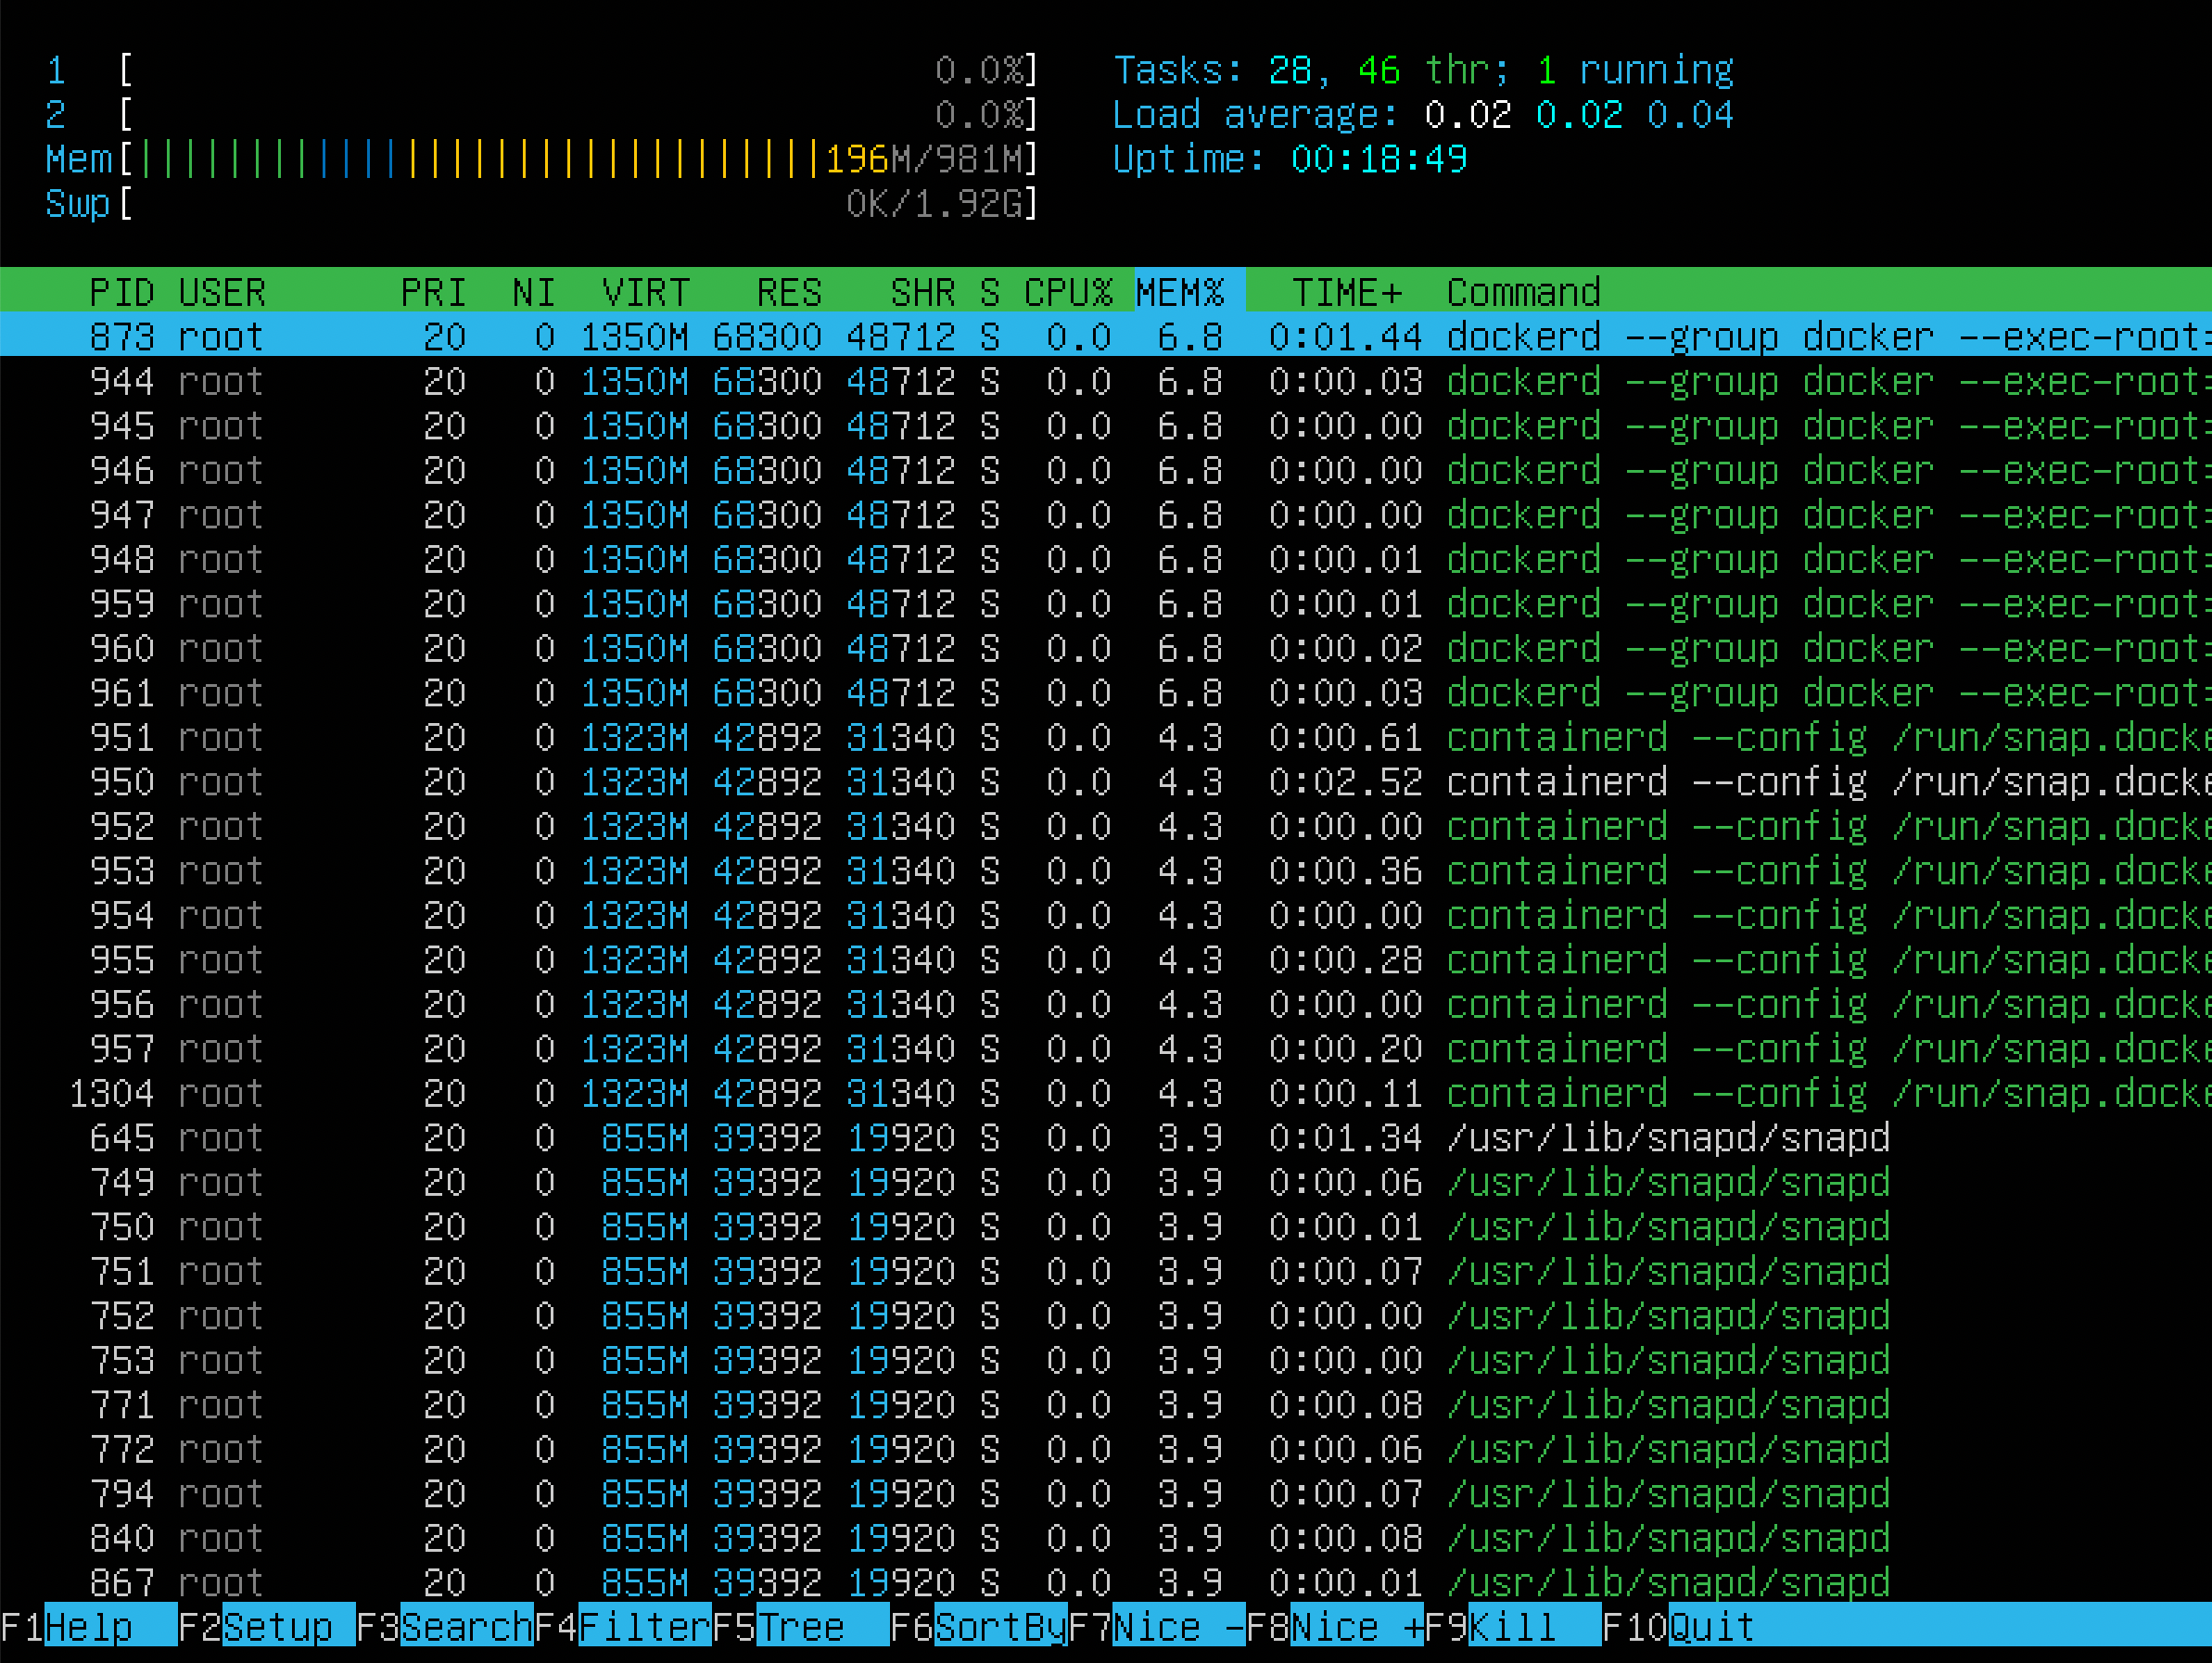 1 [ 0.0%] Tasks: 28, 46 thr; 1 running
2 [ 0.0%] Load average: 0.02 0.02 0.04
Mem[||||||||||||||||||||||||||||||196M/981M] Uptime: 00:18:49
Swp[ 0K/1.92G]
PID USER PRI NI VIRT RES SHR S CPU% MEM% TIME+ Command
873 root 20 0 1350M 68300 48712 S 0.0 6.8 0:01.44 dockerd --group docker --exec-root=
944 root 20 0 1350M 68300 48712 S 0.0 6.8 0:00.03 dockerd --group docker --exec-root=
945 root 20 0 1350M 68300 48712 S 0.0 6.8 0:00.00 dockerd --group docker --exec-root=
946 root 20 0 1350M 68300 48712 S 0.0 6.8 0:00.00 dockerd --group docker --exec-root=
947 root 20 0 1350M 68300 48712 S 0.0 6.8 0:00.00 dockerd --group docker --exec-root=
948 root 20 0 1350M 68300 48712 S 0.0 6.8 0:00.01 dockerd --group docker --exec-root=
959 root 20 0 1350M 68300 48712 S 0.0 6.8 0:00.01 dockerd --group docker --exec-root=
960 root 20 0 1350M 68300 48712 S 0.0 6.8 0:00.02 dockerd --group docker --exec-root=
961 root 20 0 1350M 68300 48712 S 0.0 6.8 0:00.03 dockerd --group docker --exec-root=
951 root 20 0 1323M 42892 31340 S 0.0 4.3 0:00.61 containerd --config /run/snap.docke
950 root 20 0 1323M 42892 31340 S 0.0 4.3 0:02.52 containerd --config /run/snap.docke
952 root 20 0 1323M 42892 31340 S 0.0 4.3 0:00.00 containerd --config /run/snap.docke
953 root 20 0 1323M 42892 31340 S 0.0 4.3 0:00.36 containerd --config /run/snap.docke
954 root 20 0 1323M 42892 31340 S 0.0 4.3 0:00.00 containerd --config /run/snap.docke
955 root 20 0 1323M 42892 31340 S 0.0 4.3 0:00.28 containerd --config /run/snap.docke
956 root 20 0 1323M 42892 31340 S 0.0 4.3 0:00.00 containerd --config /run/snap.docke
957 root 20 0 1323M 42892 31340 S 0.0 4.3 0:00.20 containerd --config /run/snap.docke
1304 root 20 0 1323M 42892 31340 S 0.0 4.3 0:00.11 containerd --config /run/snap.docke
645 root 20 0 855M 39392 19920 S 0.0 3.9 0:01.34 /usr/lib/snapd/snapd
749 root 20 0 855M 39392 19920 S 0.0 3.9 0:00.06 /usr/lib/snapd/snapd
750 root 20 0 855M 39392 19920 S 0.0 3.9 0:00.01 /usr/lib/snapd/snapd
751 root 20 0 855M 39392 19920 S 0.0 3.9 0:00.07 /usr/lib/snapd/snapd
752 root 20 0 855M 39392 19920 S 0.0 3.9 0:00.00 /usr/lib/snapd/snapd
753 root 20 0 855M 39392 19920 S 0.0 3.9 0:00.00 /usr/lib/snapd/snapd
771 root 20 0 855M 39392 19920 S 0.0 3.9 0:00.08 /usr/lib/snapd/snapd
772 root 20 0 855M 39392 19920 S 0.0 3.9 0:00.06 /usr/lib/snapd/snapd
794 root 20 0 855M 39392 19920 S 0.0 3.9 0:00.07 /usr/lib/snapd/snapd
840 root 20 0 855M 39392 19920 S 0.0 3.9 0:00.08 /usr/lib/snapd/snapd
867 root 20 0 855M 39392 19920 S 0.0 3.9 0:00.01 /usr/lib/snapd/snapd
F1Help F2Setup F3SearchF4FilterF5Tree F6SortByF7Nice -F8Nice +F9Kill F10Quit